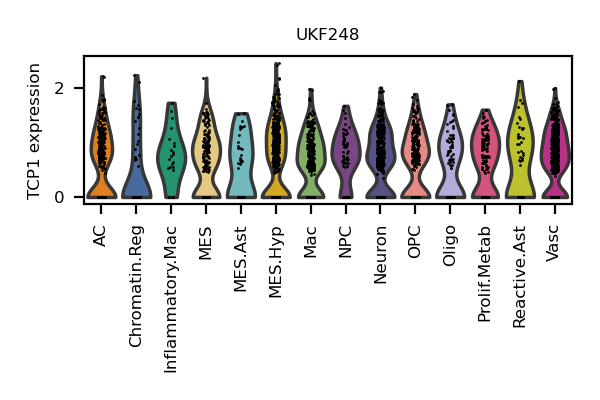 UKF248
TCP1 expression
2
0
AC
Chromatin.Reg
Inflammatory.Mac
MES
MES.Ast
MES.Hyp
Mac
NPC
Neuron
OPC
Oligo
Prolif.Metab
Reactive.Ast
Vasc